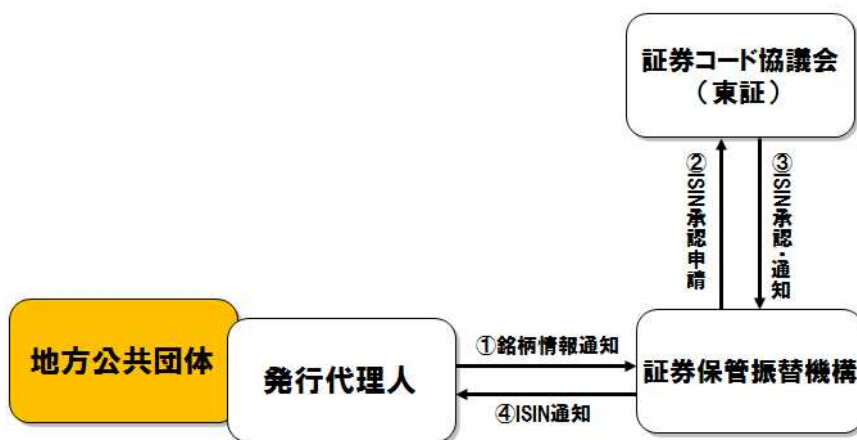 証券コード協議会
（東証）
②ISIN承認申請
③ISIN承認・通知
地方公共団体
発行代理人
①銘柄情報通知
④ISIN通知
証券保管振替機構